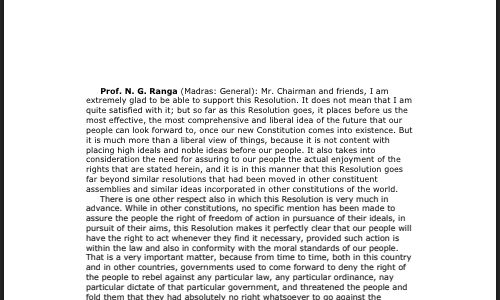 Prof. N. G. Ranga (Madras: General): Mr. Chairman and friends, I am
extremely glad to be able to support this Resolution. It does not mean that I am
quite satisfied with it; but so far as this Resolution goes, it places before us the
most effective, the most comprehensive and liberal idea of the future that our
people can look forward to, once our new Constitution comes into existence. But
it is much more than a liberal view of things, because it is not content with
placing high ideals and noble ideas before our people. It also takes into
consideration the need for assuring to our people the actual enjoyment of the
rights that are stated herein, and it is in this manner that this Resolution goes
far beyond similar resolutions that had been moved in other constituent
assemblies and similar ideas incorporated in other constitutions of the world.
There is one other respect also in which this Resolution is very much in
advance. While in other constitutions, no specific mention has been made to
assure the people the right of freedom of action in pursuance of their ideals, in
pursuit of their aims, this Resolution makes it perfectly clear that our people will
have the right to act whenever they find it necessary, provided such action is
within the law and also in conformity with the moral standards of our people.
That is a very important matter, because from time to time, both in this country
and in other countries, governments used to come forward to deny the right of
the people to rebel against any particular law, any particular ordinance, nay
particular dictate of that particular government, and threatened the people and
fold them that they had absolutely no right whatsoever to go against the